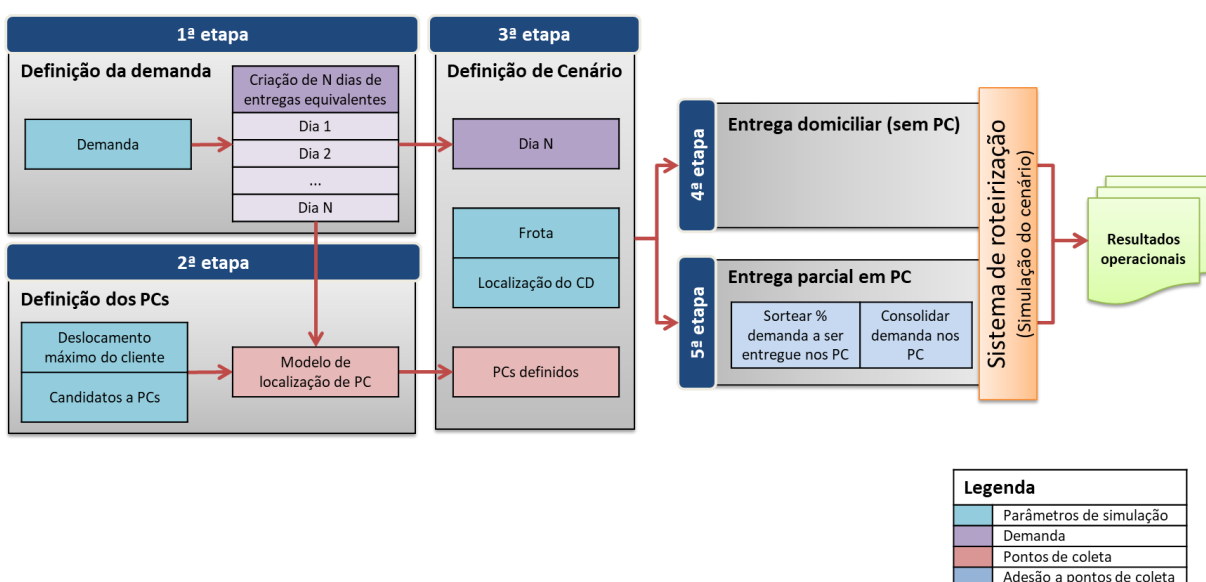 1ª etapa
Definição da demanda
Demanda
Criação de N dias de
entregas equivalentes
Dia 1
Dia 2
...
Dia N
2ª etapa
Definição dos PCs
Deslocamento
máximo do cliente
Candidatos a PCs
Modelo de
localização de PC
3ª etapa
Definição de Cenário
Dia N
Frota
Localização do CD
PCs definidos
4ª etapa
Entrega domiciliar (sem PC)
5ª etapa
Entrega parcial em PC
Sortear %
demanda a ser
entregue nos PC
Consolidar
demanda nos
PC
Sistema de roteirização
(Simulação do cenário)
Resultados
operacionais
Legenda
Parâmetros de simulação
Demanda
Pontos de coleta
Adesão a pontos de coleta